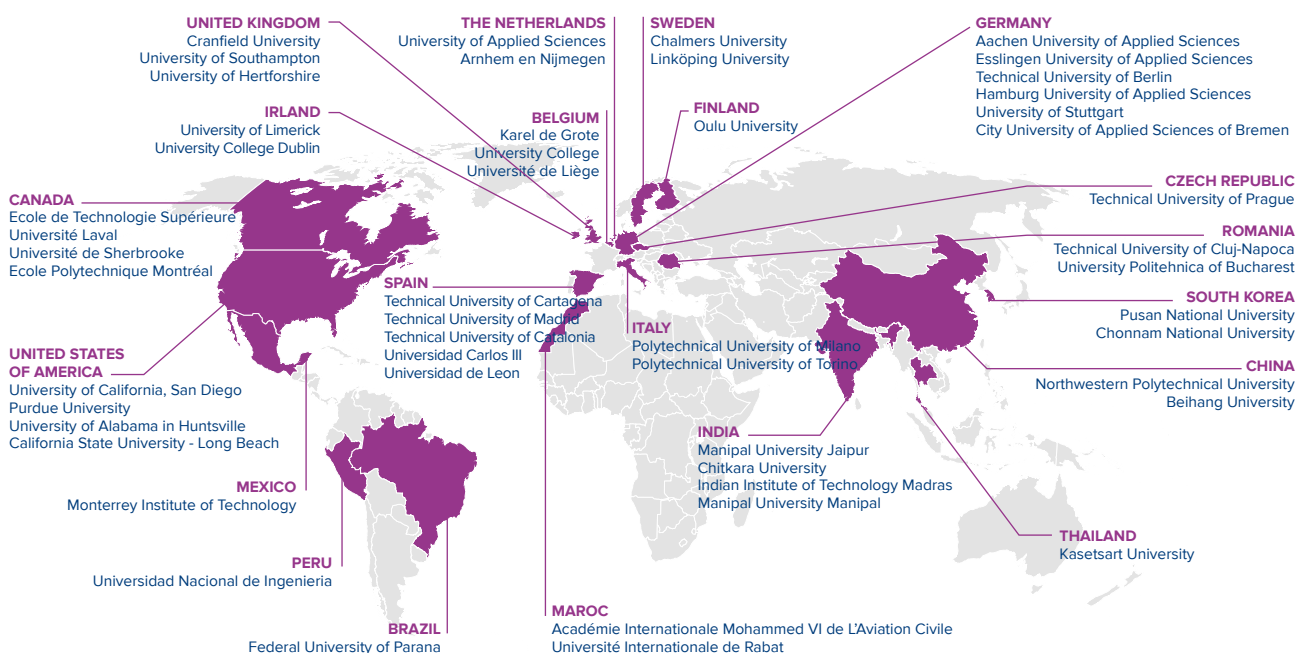 UNITED KINGDOM
Cranfield University
University of Southampton
University of Hertforshire
THE NETHERLANDS
University of Applied Sciences
Arnhem en Nijmegen
SWEDEN
Chalmers University
Linköping University
GERMANY
Aachen University of Applied Sciences
Esslingen University of Applied Sciences
Technical University of Berlin
Hamburg University of Applied Sciences
University of Stuttgart
City University of Applied Sciences of Bremen
IRLAND
University of Limerick
University College Dublin
BELGIUM
Karel de Grote
University College
Université de Liège
FINLAND
Oulu University
CANADA
Ecole de Technologie Supérieure
Université Laval
Université de Sherbrooke
Ecole Polytechnique Montréal
CZECH REPUBLIC
Technical University of Prague
ROMANIA
Technical University of Cluj-Napoca
University Politehnica of Bucharest
SPAIN
Technical University of Cartagena
Technical University of Madrid
Technical University of Catalonia
Universidad Carlos III
Universidad de Leon
ITALY
Polytechnical University of Milano
Polytechnical University of Torino
SOUTH KOREA
Pusan National University
Chonnam National University
UNITED STATES
OF AMERICA
University of California, San Diego
Purdue University
University of Alabama in Huntsville
California State University - Long Beach
CHINA
Northwestern Polytechnical University
Beihang University
INDIA
Manipal University Jaipur
Chitkara University
Indian Institute of Technology Madras
Manipal University Manipal
MEXICO
Monterrey Institute of Technology
THAILAND
Kasetsart University
PERU
Universidad Nacional de Ingenieria
MAROC
Académie Internationale Mohammed VI de L'Aviation Civile
Université Internationale de Rabat
BRAZIL
Federal University of Parana